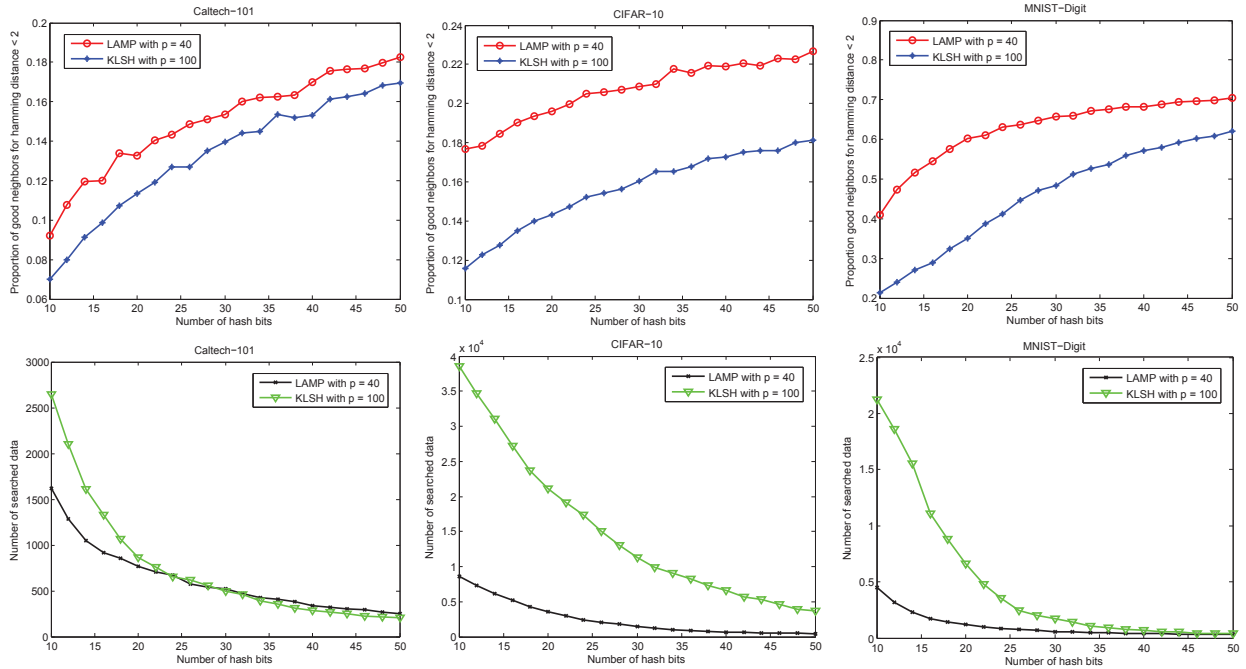 Caltech−101
Proportion of good neighbors for hamming distance < 2
0.2
0.18
0.16
0.14
0.12
0.1
0.08
0.06
LAMP with p = 40
KLSH with p = 100
10 15 20 25 30 35 40 45 50
Number of hash bits
CIFAR−10
Proportion of good neighbors for hamming distance < 2
0.24
0.22
0.2
0.18
0.16
0.14
0.12
0.1
LAMP with p = 40
KLSH with p = 100
10 15 20 25 30 35 40 45 50
Number of hash bits
MNIST−Digit
Proportion good neighbors for hamming distance < 2
0.9
0.8
0.7
0.6
0.5
0.4
0.3
0.2
LAMP with p = 40
KLSH with p = 100
10 15 20 25 30 35 40 45 50
Number of hash bits
Caltech−101
Number of searched data
3000
2500
2000
1500
1000
500
0
LAMP with p = 40
KLSH with p = 100
10 15 20 25 30 35 40 45 50
Number of hash bits
CIFAR−10
x 10⁴
Number of searched data
4
3.5
3
2.5
2
1.5
1
0.5
0
LAMP with p = 40
KLSH with p = 100
10 15 20 25 30 35 40 45 50
Number of hash bits
MNIST−Digit
x 10⁴
Number of searched data
2.5
2
1.5
1
0.5
0
LAMP with p = 40
KLSH with p = 100
10 15 20 25 30 35 40 45 50
Number of hash bits